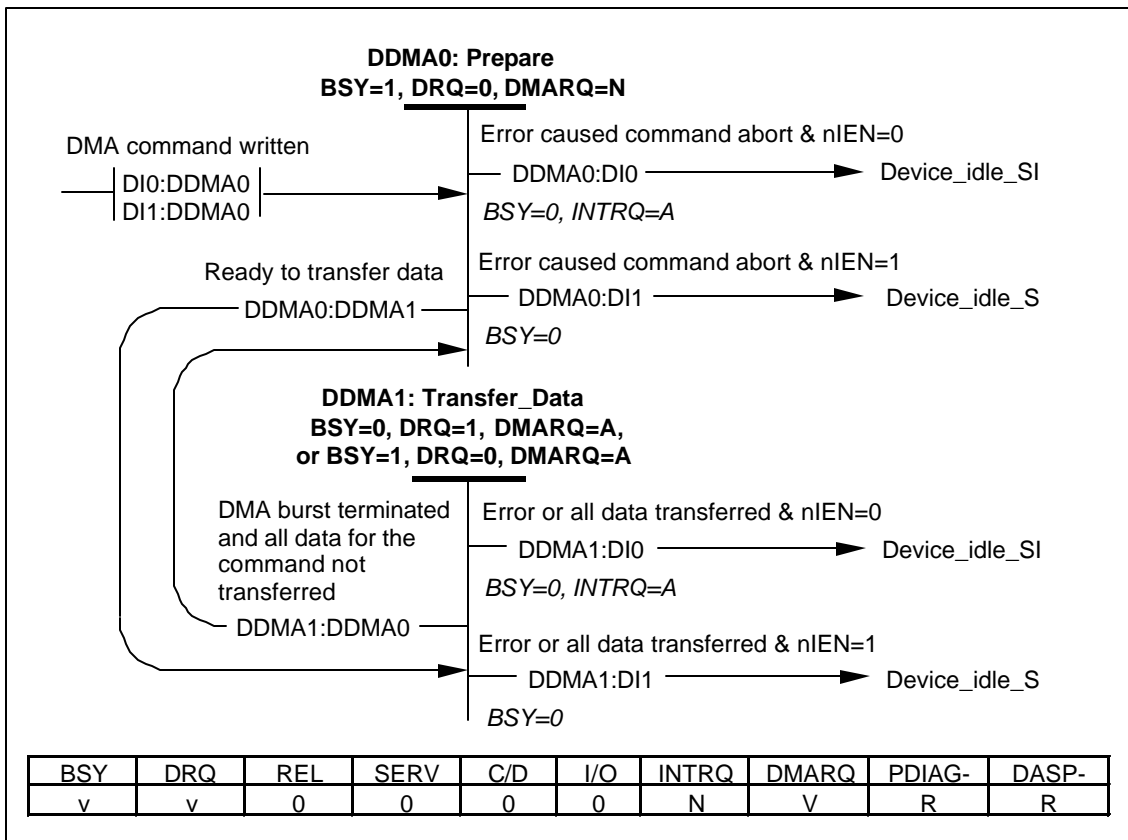 DDMA0: Prepare
BSY=1, DRQ=0, DMARQ=N
DMA command written
DI0:DDMA0
DI1:DDMA0
Error caused command abort & nIEN=0
DDMA0:DI0
Device_idle_SI
BSY=0, INTRQ=A
Ready to transfer data
DDMA0:DDMA1
Error caused command abort & nIEN=1
DDMA0:DI1
Device_idle_S
BSY=0
DDMA1: Transfer_Data
BSY=0, DRQ=1, DMARQ=A,
or BSY=1, DRQ=0, DMARQ=A
DMA burst terminated
and all data for the
command not
transferred
DDMA1:DDMA0
Error or all data transferred & nIEN=0
DDMA1:DI0
Device_idle_SI
BSY=0, INTRQ=A
Error or all data transferred & nIEN=1
DDMA1:DI1
Device_idle_S
BSY=0
BSY DRQ REL SERV C/D I/O INTRQ DMARQ PDIAG- DASP-
v v 0 0 0 0 N V R R